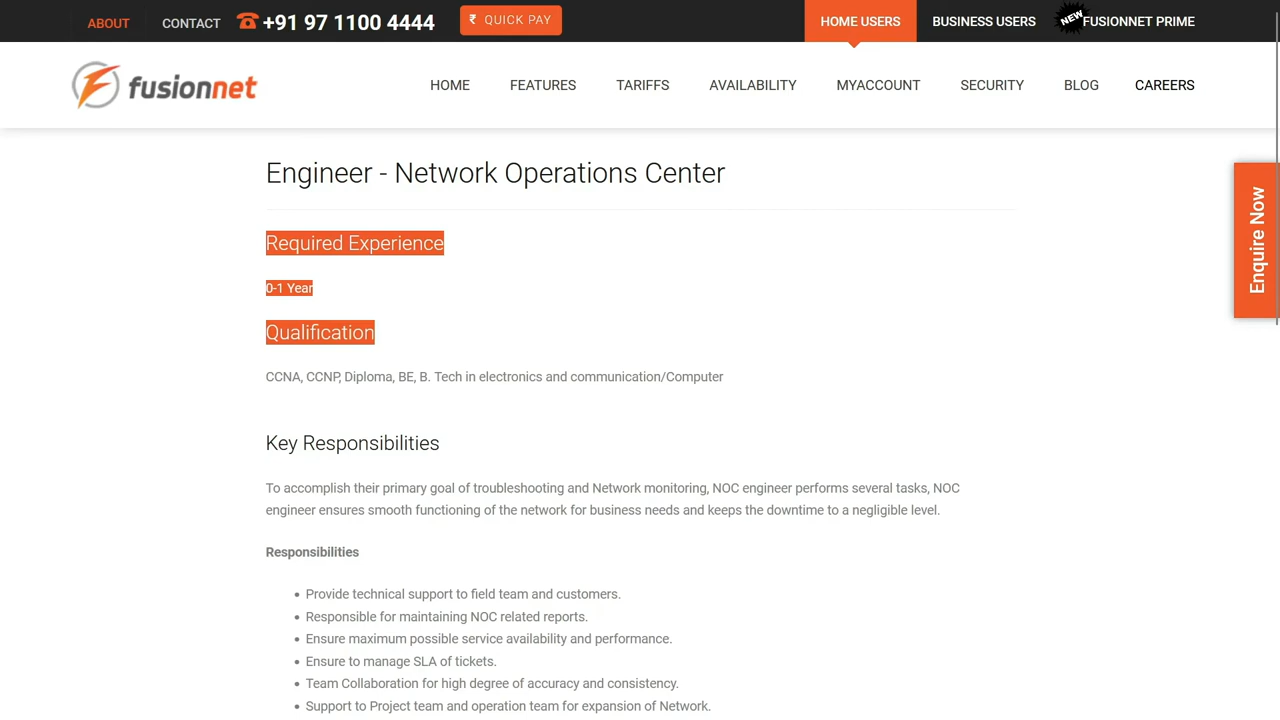 ABOUT CONTACT +91 97 1100 4444 ₹ QUICK PAY HOME USERS BUSINESS USERS NEW FUSIONNET PRIME
fusionnet HOME FEATURES TARIFFS AVAILABILITY MYACCOUNT SECURITY BLOG CAREERS
Engineer - Network Operations Center
Required Experience
0-1 Year
Qualification
CCNA, CCNP, Diploma, BE, B. Tech in electronics and communication/Computer
Key Responsibilities
To accomplish their primary goal of troubleshooting and Network monitoring, NOC engineer performs several tasks, NOC
engineer ensures smooth functioning of the network for business needs and keeps the downtime to a negligible level.
Responsibilities
• Provide technical support to field team and customers.
• Responsible for maintaining NOC related reports.
• Ensure maximum possible service availability and performance.
• Ensure to manage SLA of tickets.
• Team Collaboration for high degree of accuracy and consistency.
• Support to Project team and operation team for expansion of Network.
Enquire Now